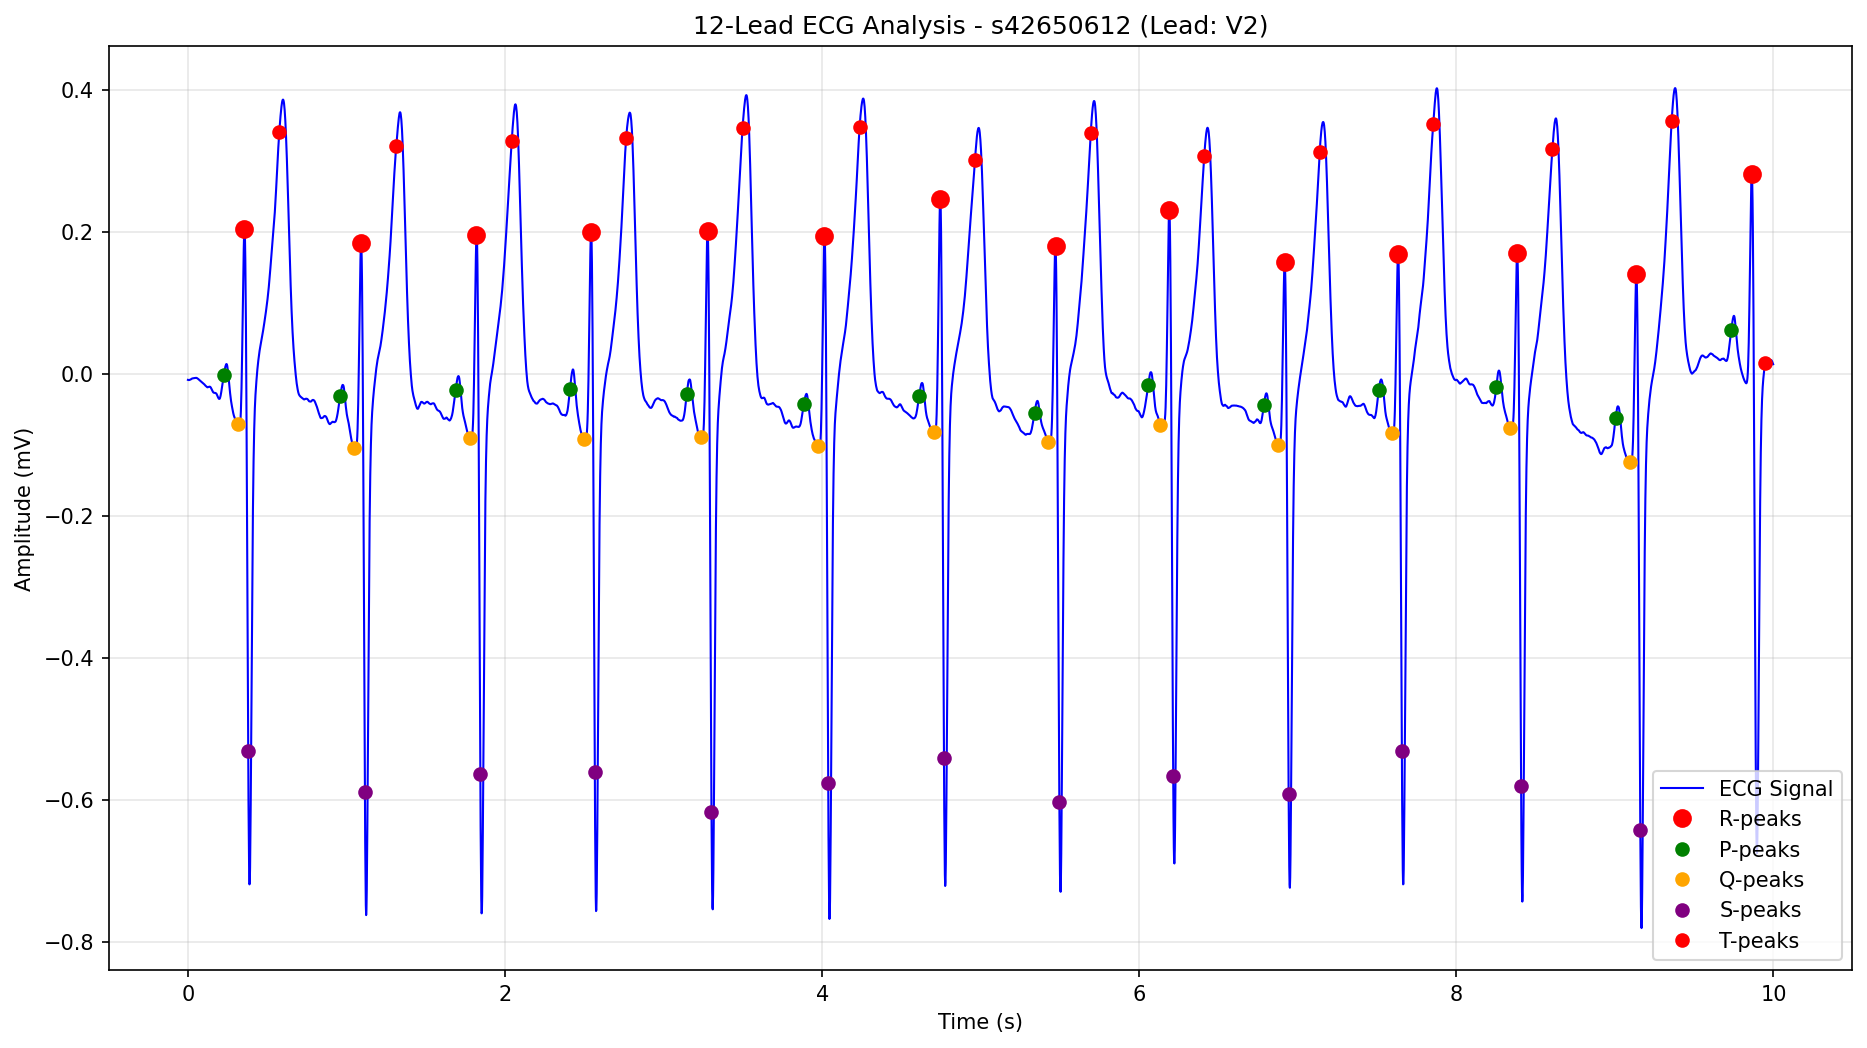 12-Lead ECG Analysis - s42650612 (Lead: V2)
Amplitude (mV)
0.4
0.2
0.0
−0.2
−0.4
−0.6
−0.8
0 2 4 6 8 10
Time (s)
ECG Signal
R-peaks
P-peaks
Q-peaks
S-peaks
T-peaks